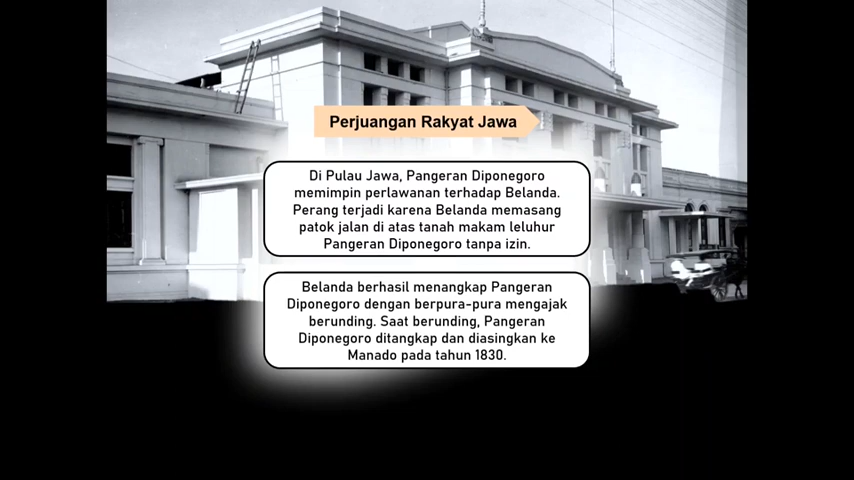 Perjuangan Rakyat Jawa
Di Pulau Jawa, Pangeran Diponegoro
memimpin perlawanan terhadap Belanda.
Perang terjadi karena Belanda memasang
patok jalan di atas tanah makam leluhur
Pangeran Diponegoro tanpa izin.
Belanda berhasil menangkap Pangeran
Diponegoro dengan berpura-pura mengajak
berunding. Saat berunding, Pangeran
Diponegoro ditangkap dan diasingkan ke
Manado pada tahun 1830.